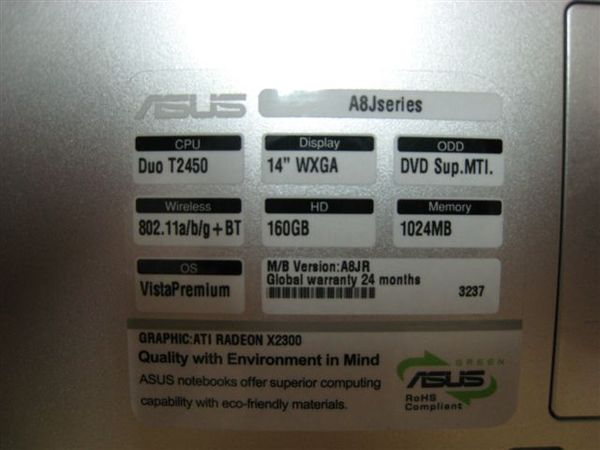 ASUS A8Jseries
CPU Display ODD
Duo T2450 14" WXGA DVD Sup.MTI.
Wireless HD Memory
802.11a/b/g+BT 160GB 1024MB
OS
VistaPremium
M/B Version:A8JR
Global warranty 24 months
3237
GRAPHIC:ATI RADEON X2300
Quality with Environment in Mind
ASUS notebooks offer superior computing
capability with eco-friendly materials.
GREEN
ASUS
RoHS
Compliant